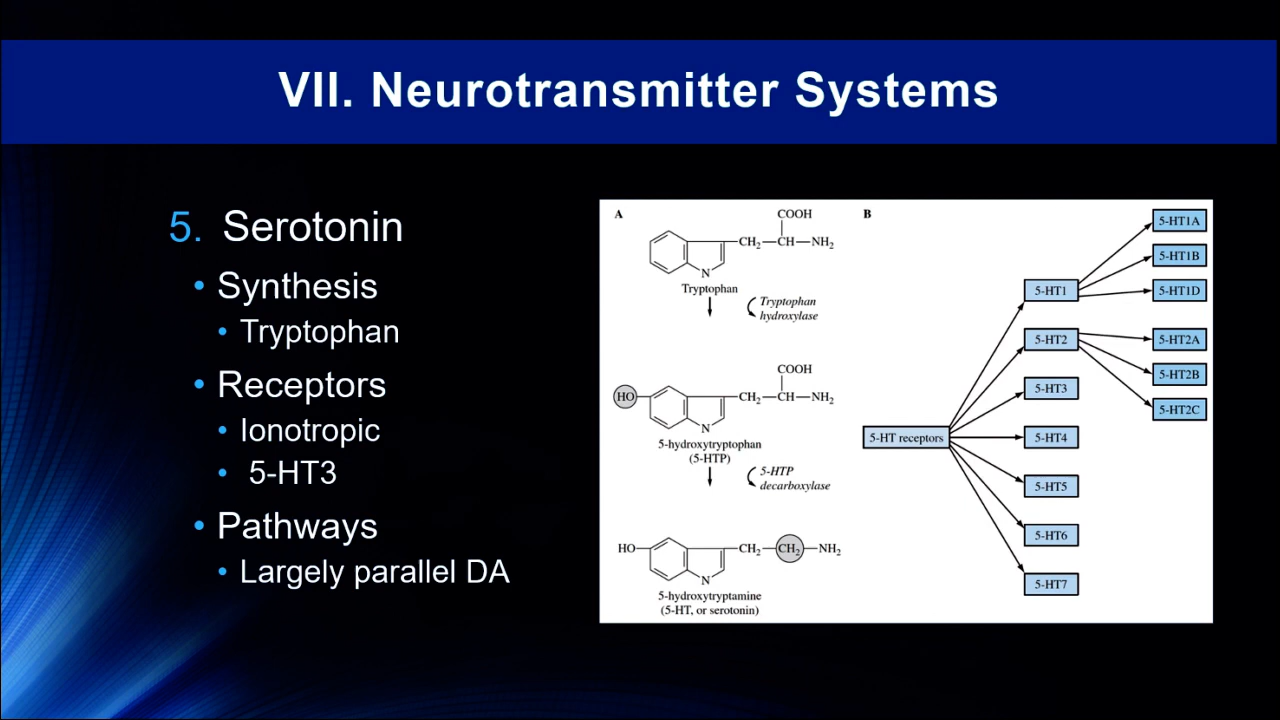 VII. Neurotransmitter Systems
5. Serotonin
• Synthesis
• Tryptophan
• Receptors
• Ionotropic
• 5-HT3
• Pathways
• Largely parallel DA
A
COOH
CH2—CH—NH2
N
Tryptophan
Tryptophan
hydroxylase
COOH
HO
CH2—CH—NH2
N
5-hydroxytryptophan
(5-HTP)
5-HTP
decarboxylase
HO
CH2—CH2—NH2
N
5-hydroxytryptamine
(5-HT, or serotonin)
B
5-HT receptors
5-HT1
5-HT2
5-HT3
5-HT4
5-HT5
5-HT6
5-HT7
5-HT1A
5-HT1B
5-HT1D
5-HT2A
5-HT2B
5-HT2C